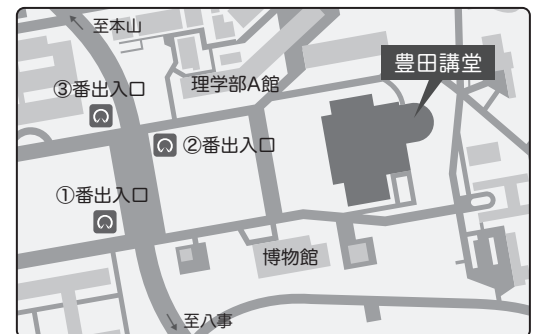 至本山
豊田講堂
③番出入口
理学部A館
②番出入口
①番出入口
博物館
至八事